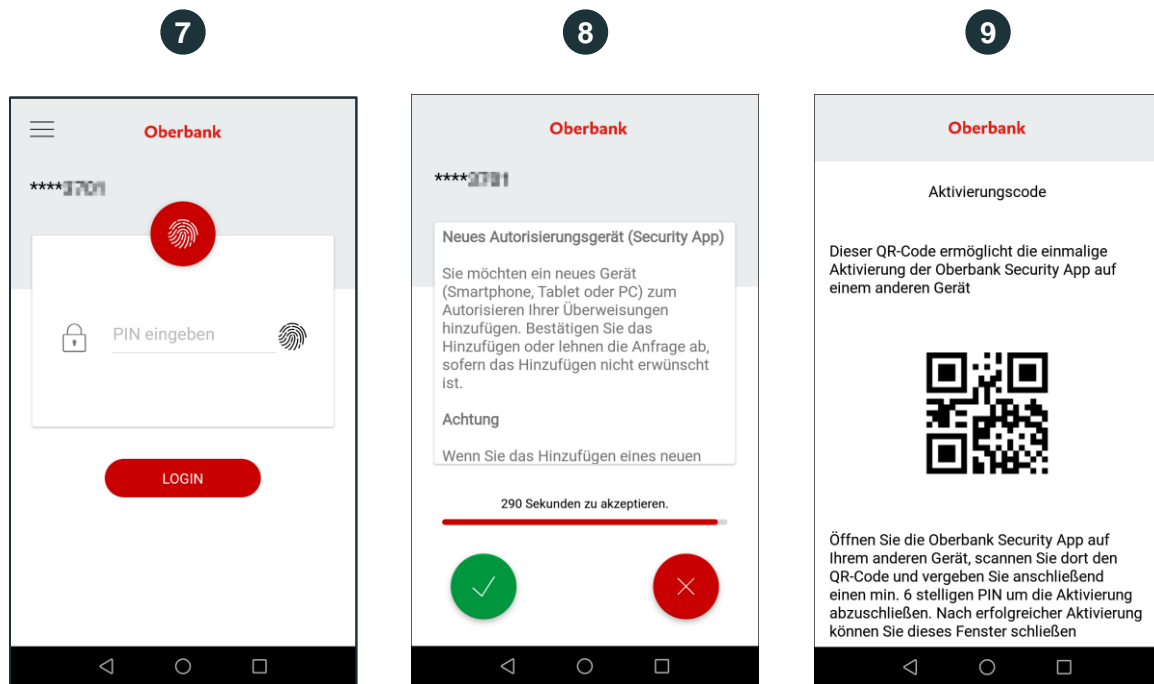 7
Oberbank
PIN eingeben
LOGIN
8
Oberbank
Neues Autorisierungsgerät (Security App)
Sie möchten ein neues Gerät
(Smartphone, Tablet oder PC) zum
Autorisieren Ihrer Überweisungen
hinzufügen. Bestätigen Sie das
Hinzufügen oder lehnen die Anfrage ab,
sofern das Hinzufügen nicht erwünscht
ist.
Achtung
Wenn Sie das Hinzufügen eines neuen
290 Sekunden zu akzeptieren.
9
Oberbank
Aktivierungscode
Dieser QR-Code ermöglicht die einmalige
Aktivierung der Oberbank Security App auf
einem anderen Gerät
Öffnen Sie die Oberbank Security App auf
Ihrem anderen Gerät, scannen Sie dort den
QR-Code und vergeben Sie anschließend
einen min. 6 stelligen PIN um die Aktivierung
abzuschließen. Nach erfolgreicher Aktivierung
können Sie dieses Fenster schließen